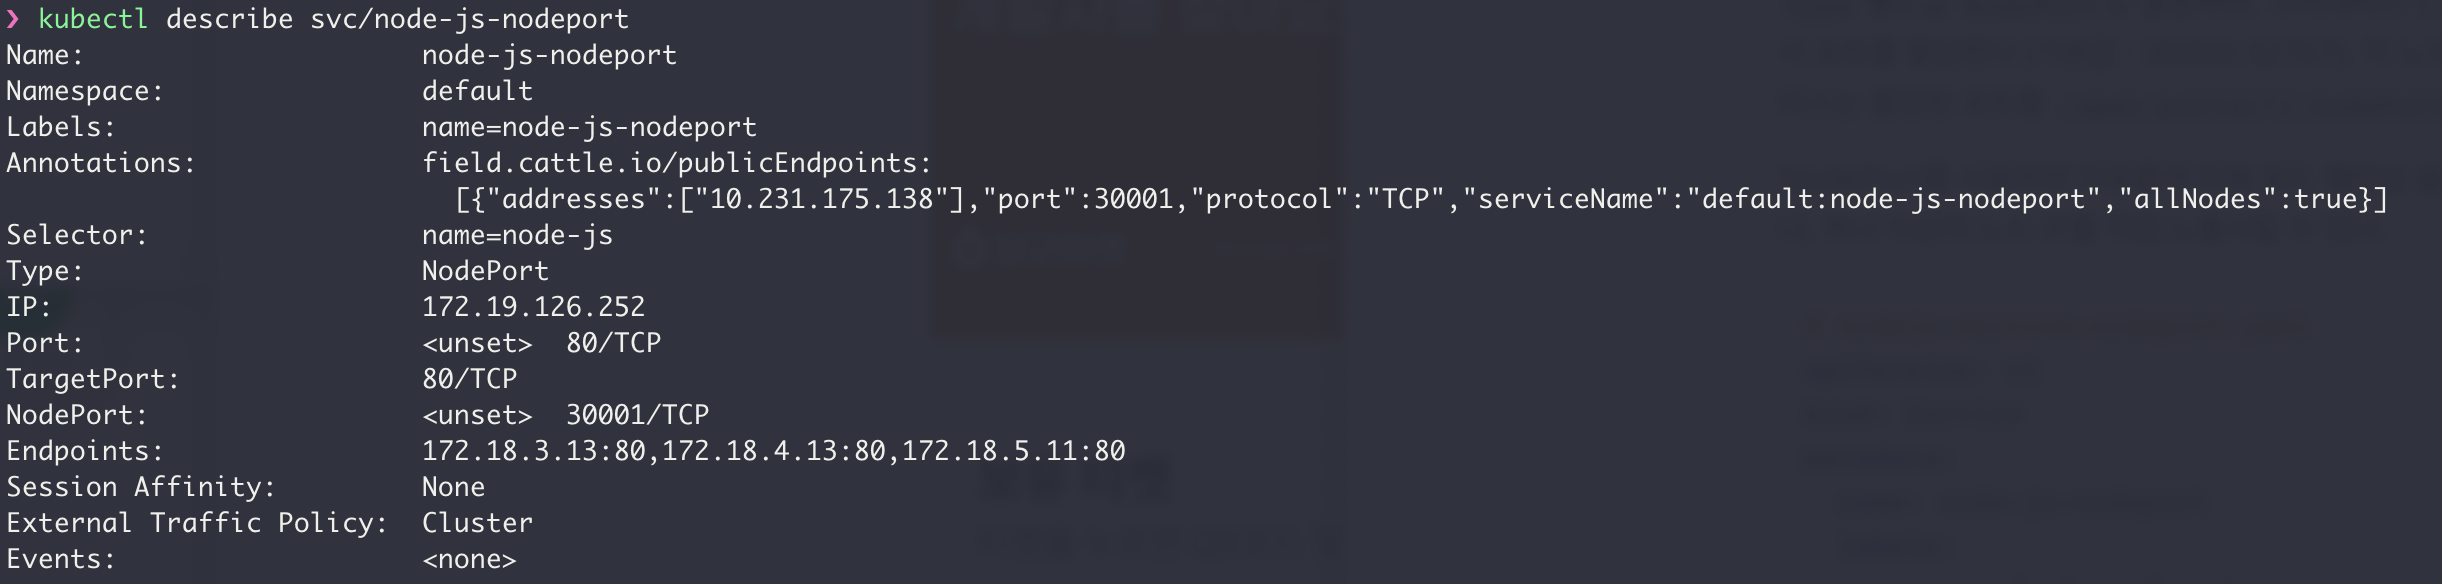 ❯ kubectl describe svc/node-js-nodeport
Name:                     node-js-nodeport
Namespace:                default
Labels:                   name=node-js-nodeport
Annotations:              field.cattle.io/publicEndpoints:
                            [{"addresses":["10.231.175.138"],"port":30001,"protocol":"TCP","serviceName":"default:node-js-nodeport","allNodes":true}]
Selector:                 name=node-js
Type:                     NodePort
IP:                       172.19.126.252
Port:                     <unset>  80/TCP
TargetPort:               80/TCP
NodePort:                 <unset>  30001/TCP
Endpoints:                172.18.3.13:80,172.18.4.13:80,172.18.5.11:80
Session Affinity:         None
External Traffic Policy:  Cluster
Events:                   <none>